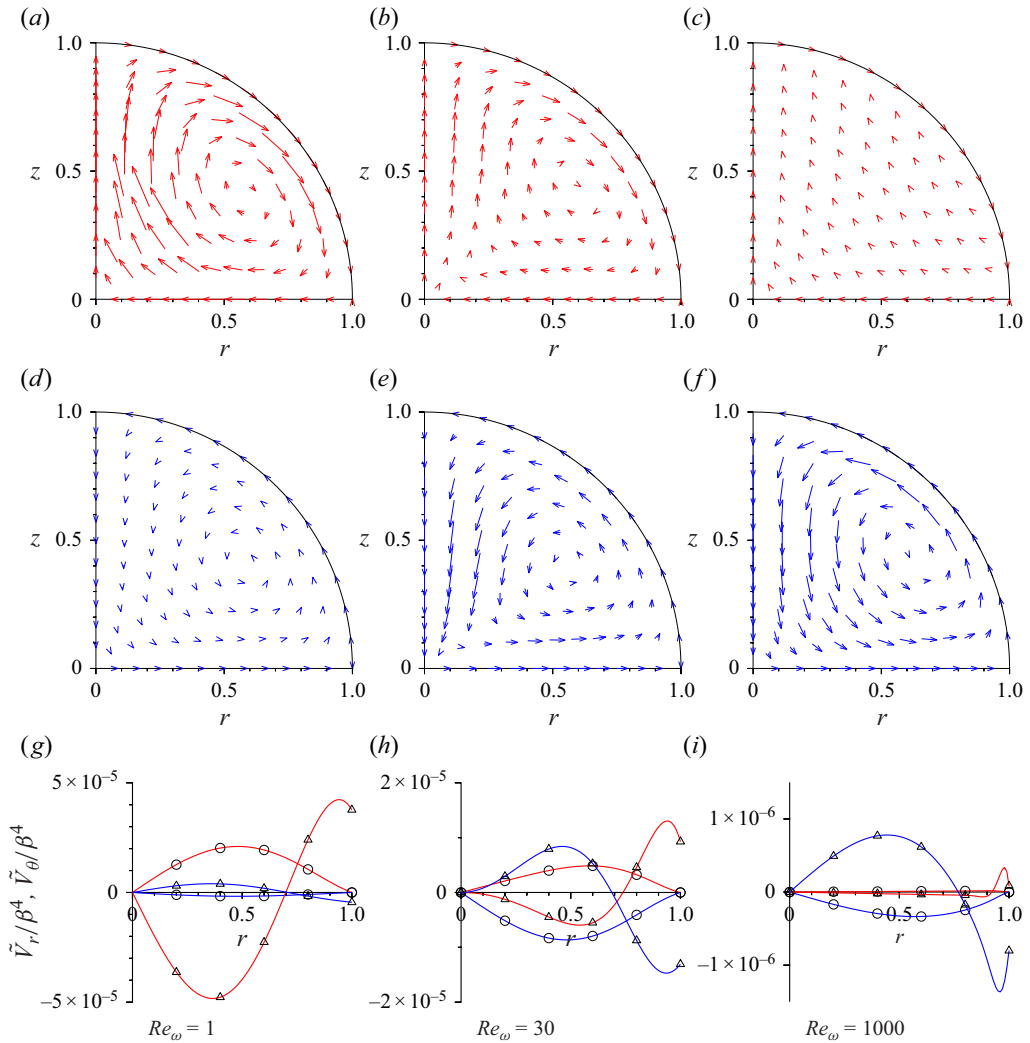 (a) (b) (c)
1.0 1.0 1.0
z 0.5 z 0.5 z 0.5
0 0 0
0 0.5 1.0 0 0.5 1.0 0 0.5 1.0
r r r
(d) (e) (f)
1.0 1.0 1.0
z 0.5 z 0.5 z 0.5
0 0 0
0 0.5 1.0 0 0.5 1.0 0 0.5 1.0
r r r
(g) (h) (i)
5 × 10⁻⁵ 2 × 10⁻⁵
1 × 10⁻⁶
Ṽr/β⁴, Ṽθ/β⁴
0 0.5 1.0 0 0.5 1.0 0 0 0.5 1.0
r r r
−1 × 10⁻⁶
−5 × 10⁻⁵ −2 × 10⁻⁵
Reω = 1 Reω = 30 Reω = 1000